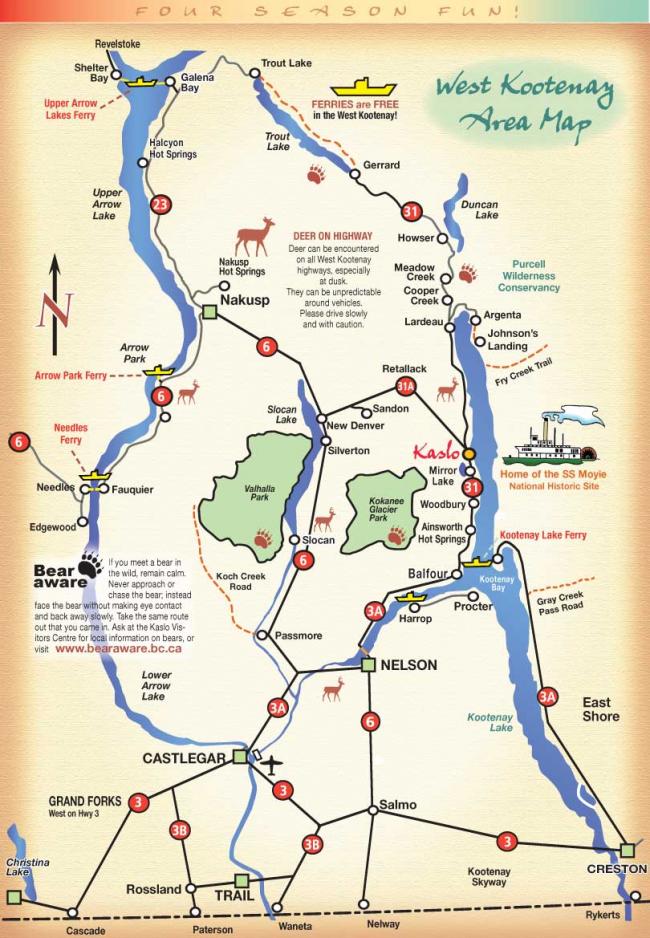 FOUR SEASON FUN!
West Kootenay
Area Map
Revelstoke
Shelter
Bay
Galena
Bay
Upper Arrow
Lakes Ferry
Trout Lake
FERRIES are FREE
in the West Kootenay!
Trout
Lake
Gerrard
Halcyon
Hot Springs
Upper
Arrow
Lake
23
31
Duncan
Lake
Howser
DEER ON HIGHWAY
Deer can be encountered
on all West Kootenay
highways, especially
at dusk.
They can be unpredictable
around vehicles.
Please drive slowly
and with caution.
Nakusp
Hot Springs
Nakusp
Meadow
Creek
Cooper
Creek
Purcell
Wilderness
Conservancy
Lardeau
Argenta
Johnson's
Landing
Fry Creek Trail
N
6
Arrow
Park
Arrow Park Ferry
6
Retallack
31A
Sandon
Slocan
Lake
New Denver
Silverton
Kaslo
Mirror
Lake
31
Home of the SS Moyie
National Historic Site
6
Needles
Ferry
Needles
Fauquier
Edgewood
Valhalla
Park
Kokanee
Glacier
Park
Woodbury
Ainsworth
Hot Springs
Kootenay Lake Ferry
Slocan
6
Balfour
Kootenay
Bay
Bear
aware
If you meet a bear in
the wild, remain calm.
Never approach or
chase the bear; instead
face the bear without making eye contact
and back away slowly. Take the same route
out that you came in. Ask at the Kaslo Vis-
itors Centre for local information on bears, or
visit www.bearaware.bc.ca
Koch Creek
Road
3A
Harrop
Procter
Gray Creek
Pass Road
Passmore
NELSON
Lower
Arrow
Lake
3A
6
3A
East
Shore
Kootenay
Lake
CASTLEGAR
GRAND FORKS
West on Hwy 3
3
3
Salmo
3B
3B
3
Kootenay
Skyway
CRESTON
Christina
Lake
Rossland
TRAIL
Cascade
Paterson
Waneta
Nelway
Rykerts